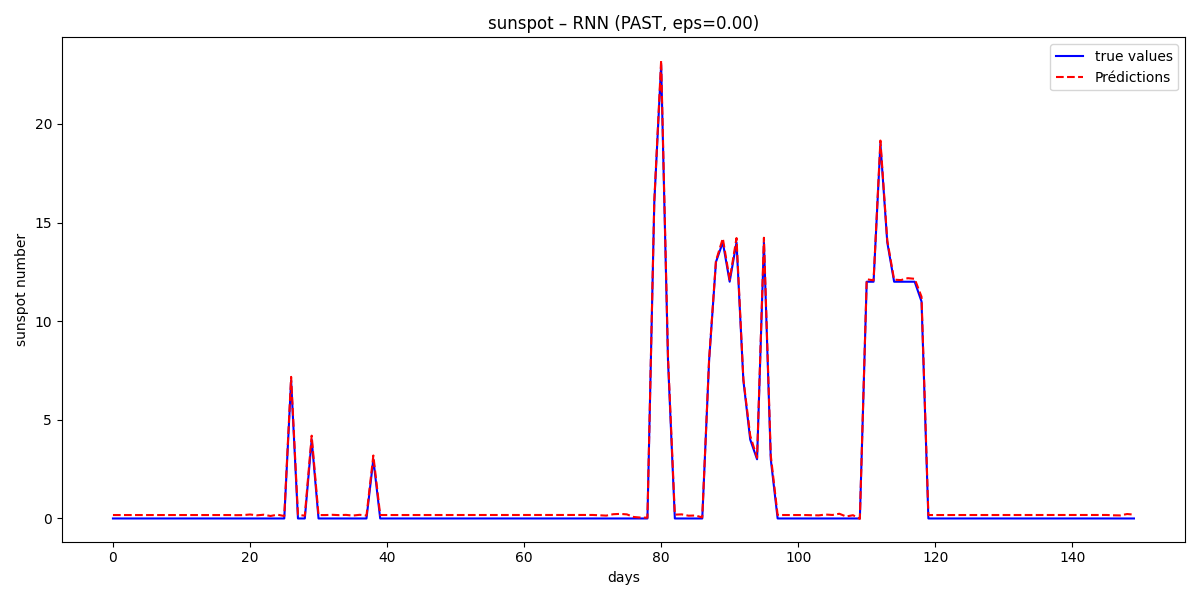 sunspot – RNN (PAST, eps=0.00)
true values
Prédictions
sunspot number
20
15
10
5
0
0 20 40 60 80 100 120 140
days